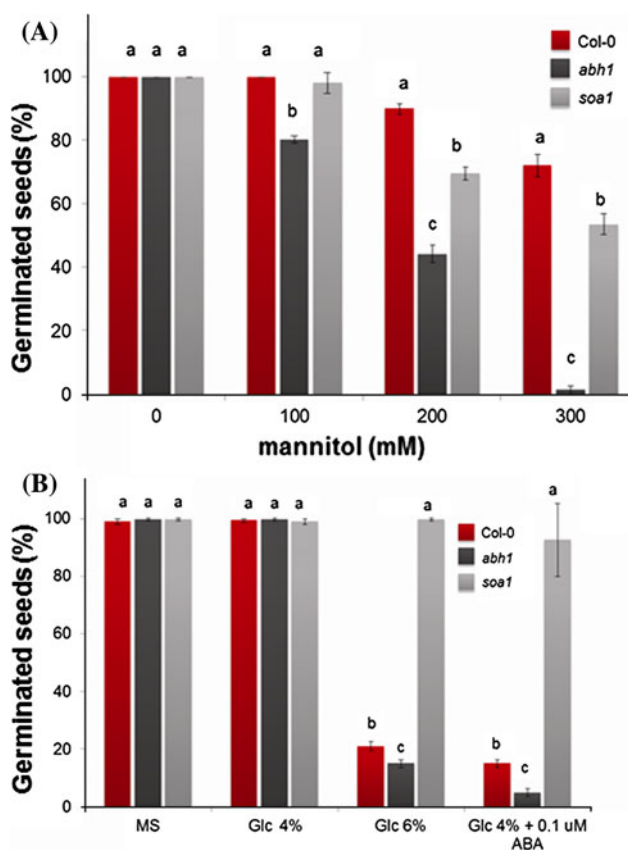 (A)
a a a
a a
a
a
b
b
c
b
c
Col-0
abh1
soa1
100
80
60
40
20
0
Germinated seeds (%)
0 100 200 300
mannitol (mM)
(B)
a a a
a a a
a
a
b
c
b
c
Col-0
abh1
soa1
100
80
60
40
20
0
Germinated seeds (%)
MS Glc 4% Glc 6% Glc 4% + 0.1 uM
ABA